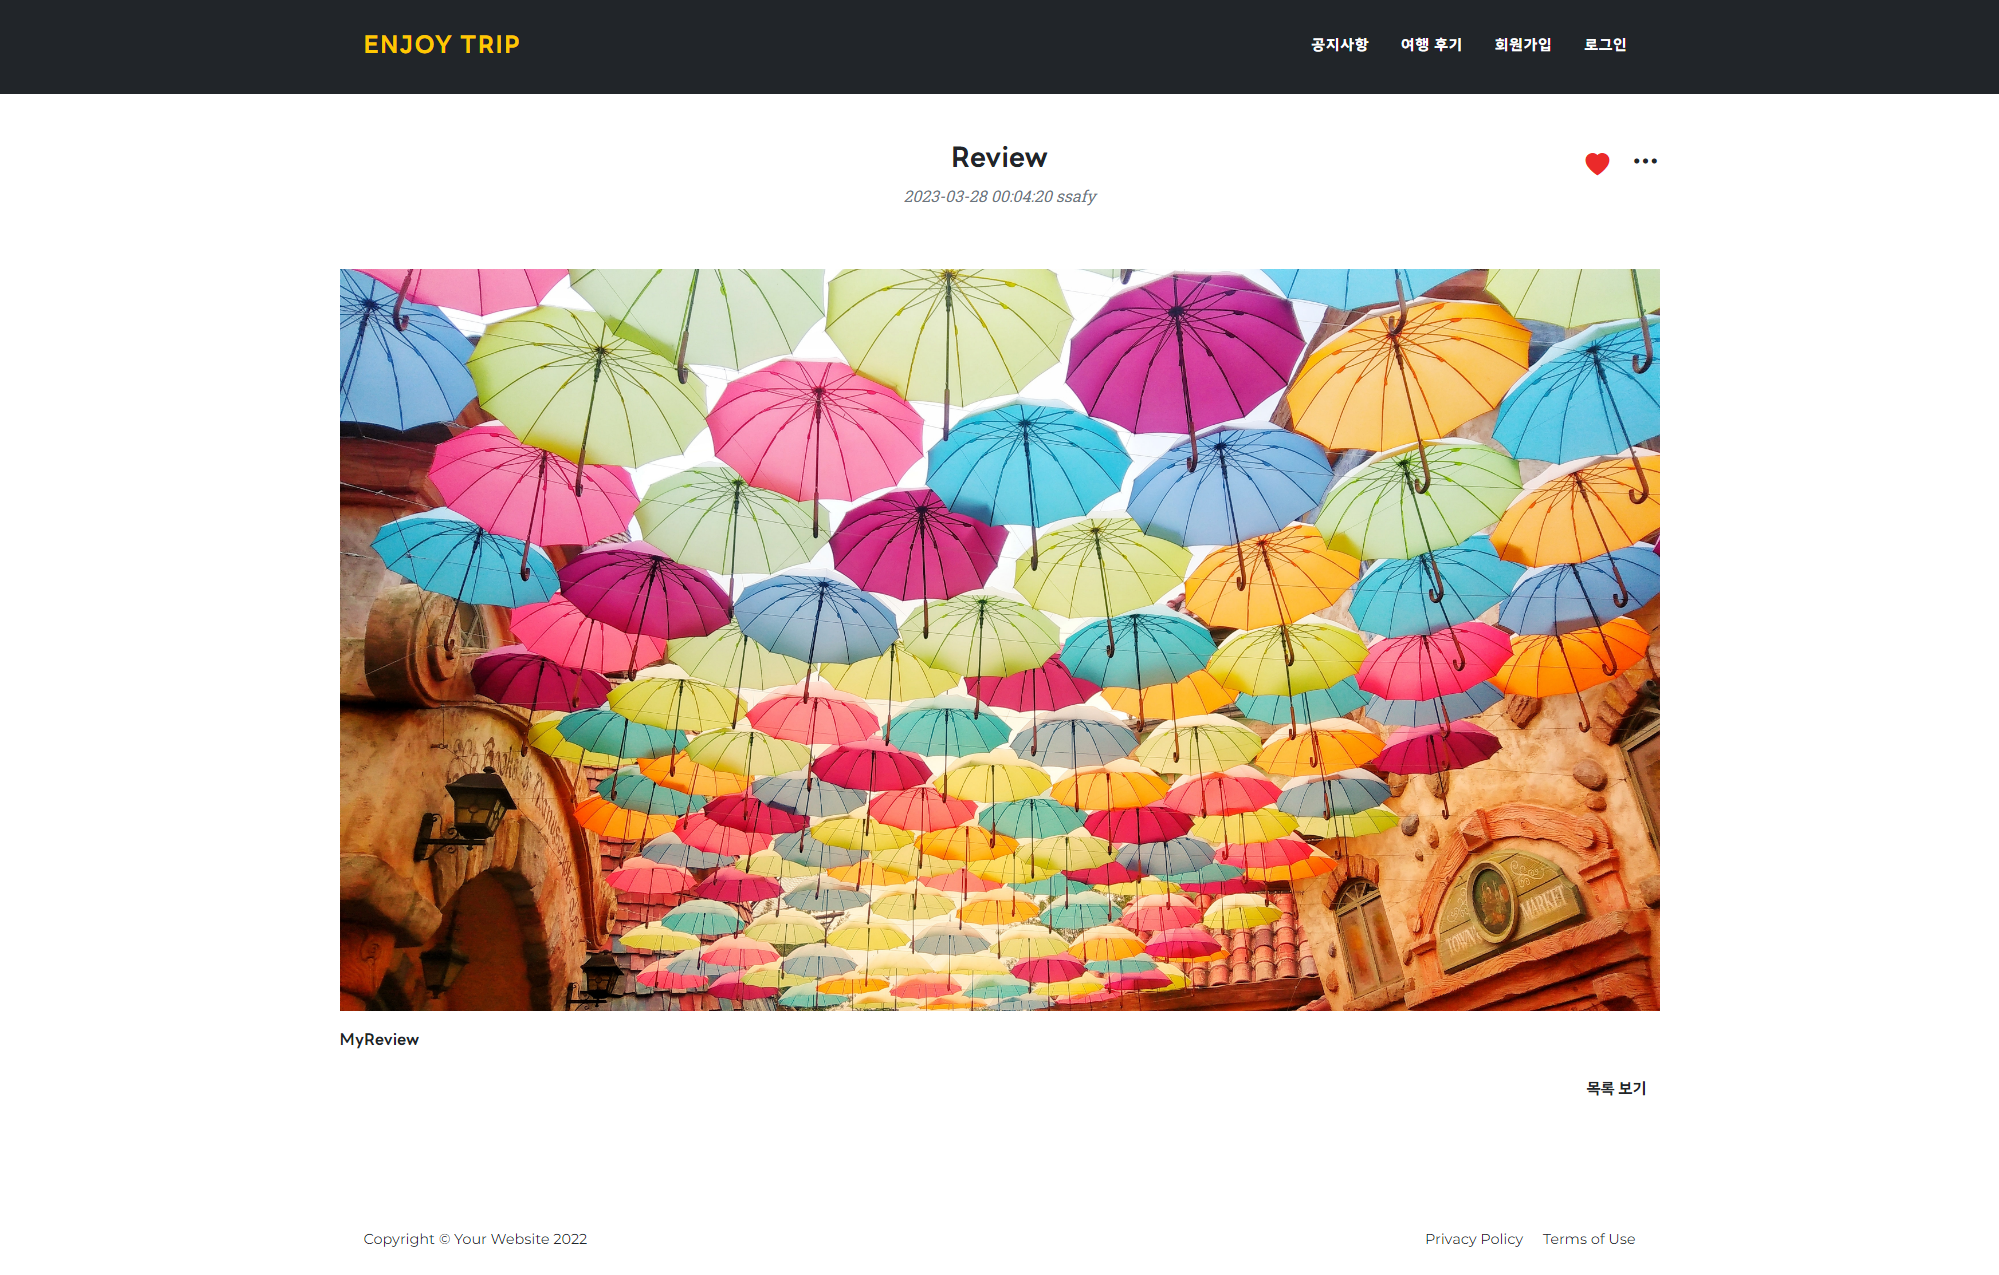 ENJOY TRIP
공지사항 여행 후기 회원가입 로그인
Review
2023-03-28 00:04:20 ssafy
TOWN MARKET
MyReview
목록 보기
Copyright © Your Website 2022
Privacy Policy Terms of Use